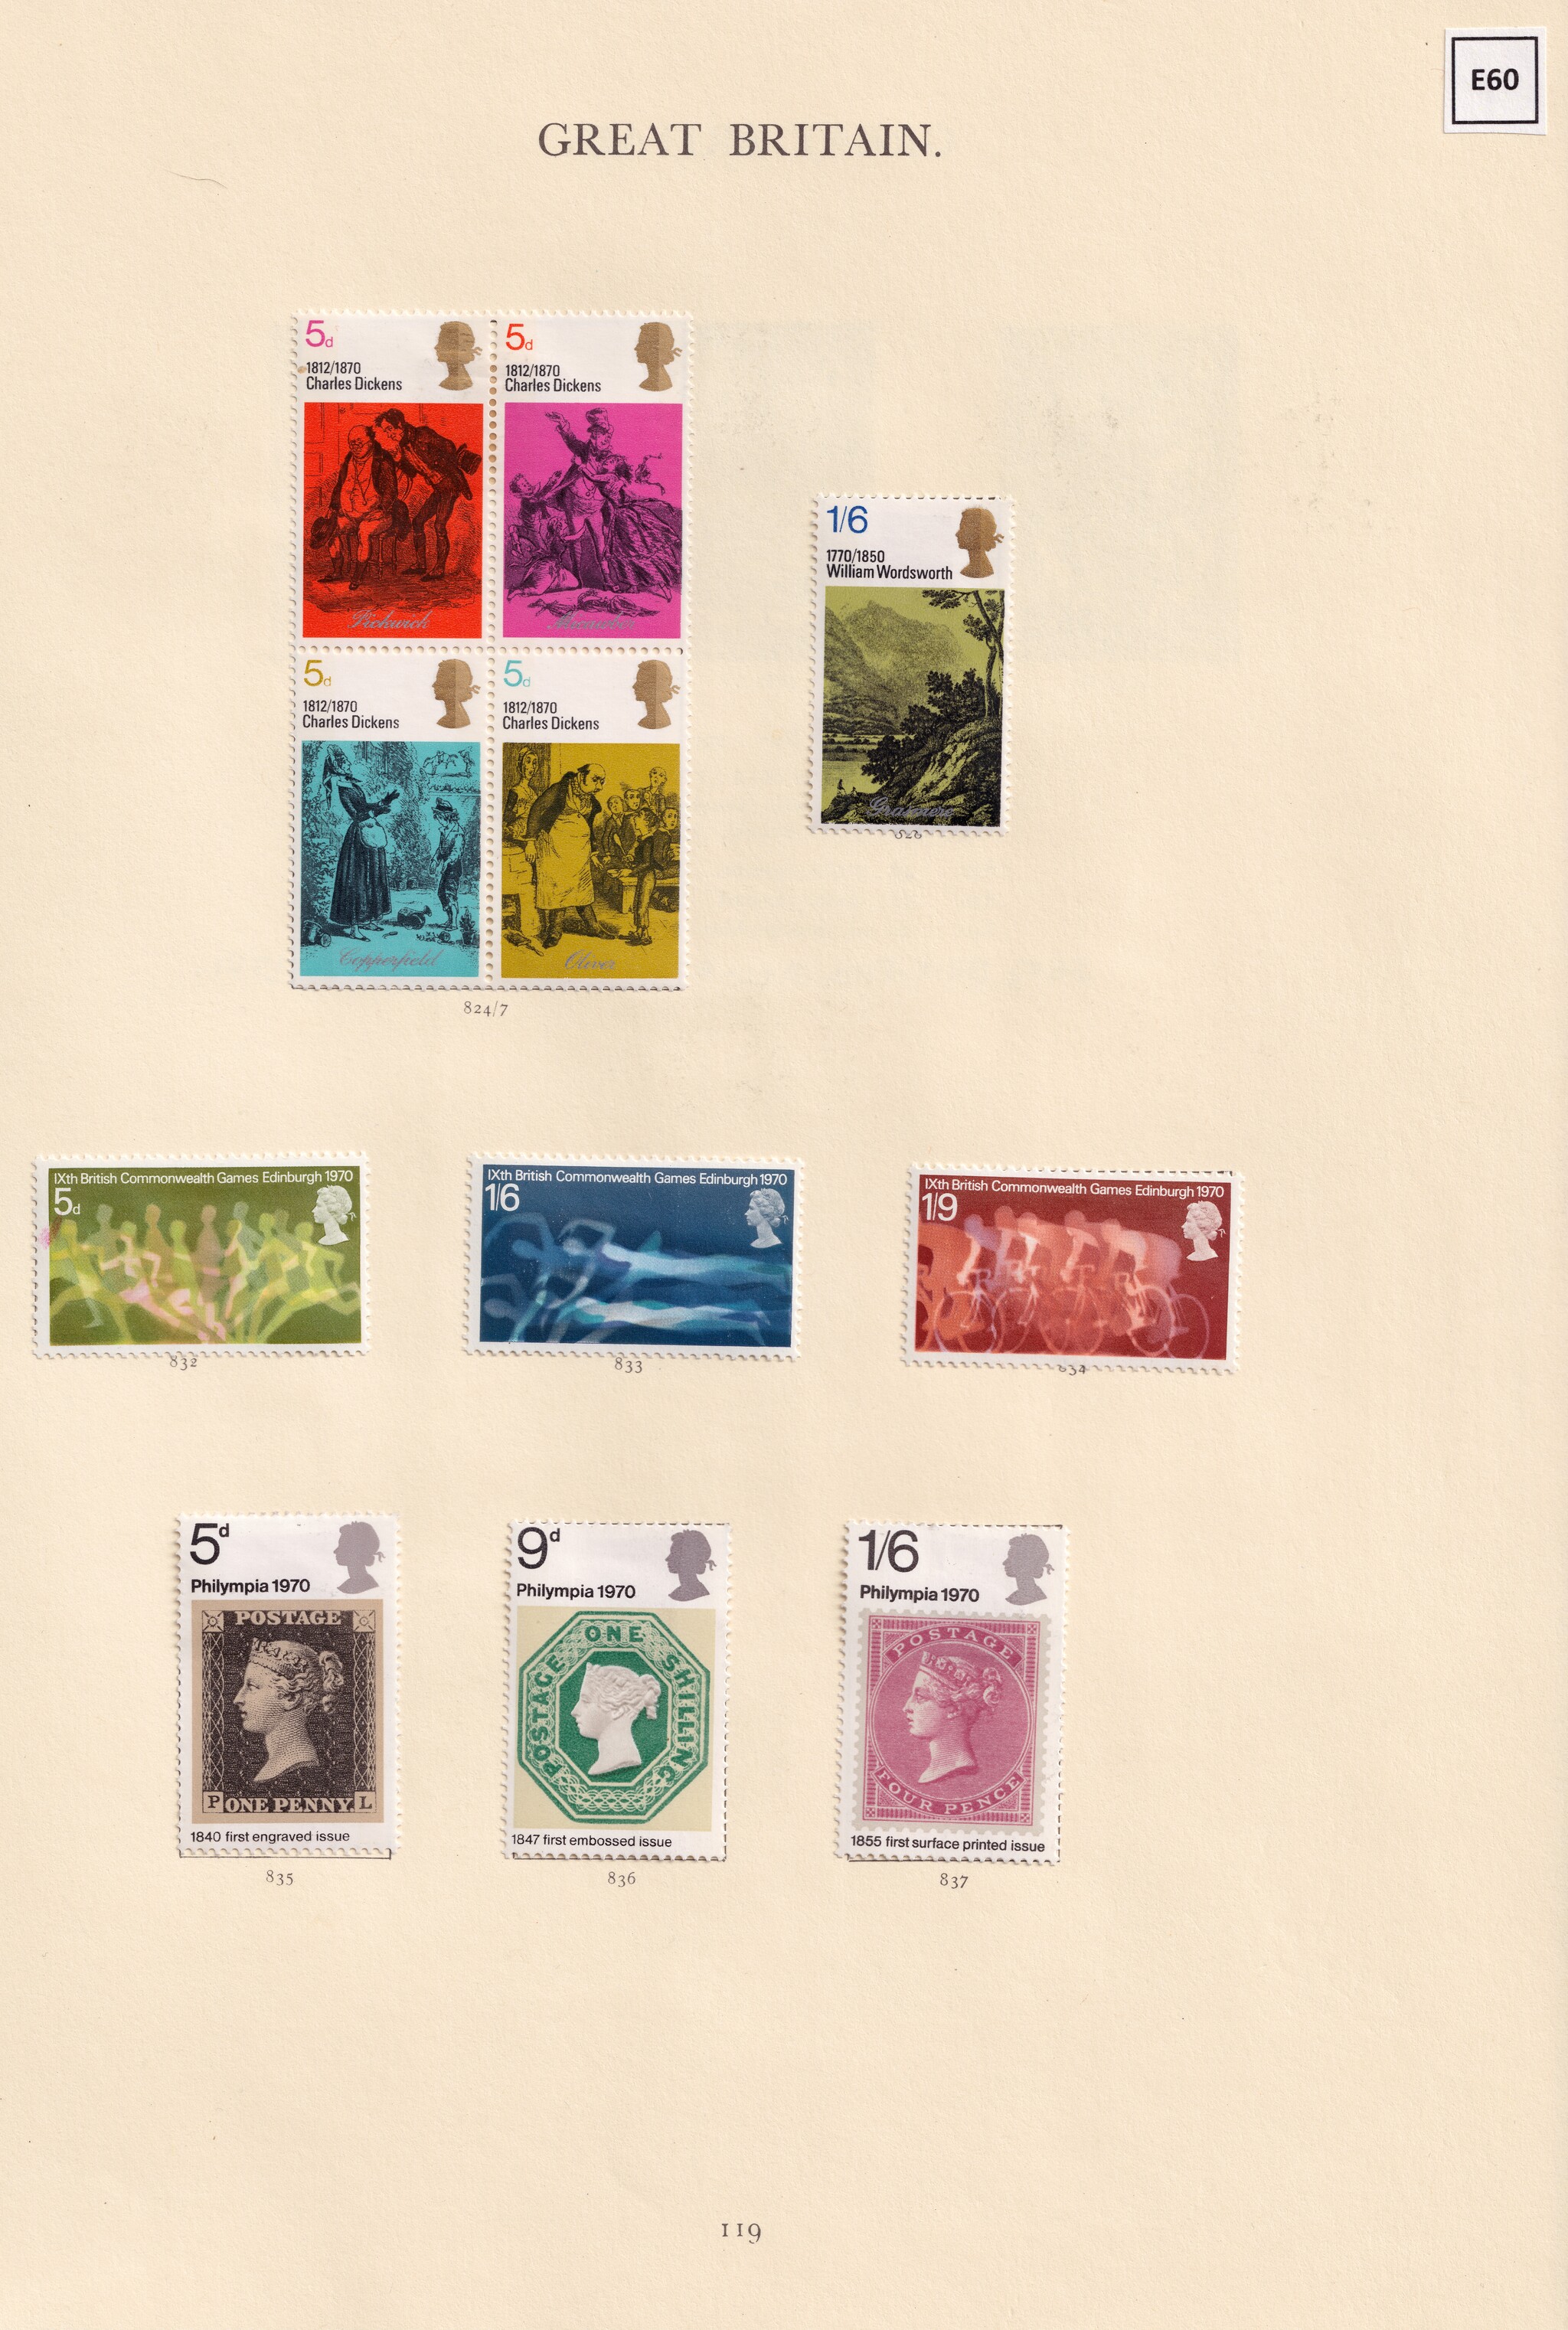 E60
GREAT BRITAIN.
5d
1812/1870
Charles Dickens
Pickwick
5d
1812/1870
Charles Dickens
Micawber
5d
1812/1870
Charles Dickens
Copperfield
5d
1812/1870
Charles Dickens
Oliver
824/7
1/6
1770/1850
William Wordsworth
Grasmere
IXth British Commonwealth Games Edinburgh 1970
5d
832
IXth British Commonwealth Games Edinburgh 1970
1/6
833
IXth British Commonwealth Games Edinburgh 1970
1/9
834
5d
Philympia 1970
POSTAGE
P ONE PENNY L
1840 first engraved issue
835
9d
Philympia 1970
POSTAGE ONE SHILLING
1847 first embossed issue
836
1/6
Philympia 1970
POSTAGE
FOUR PENCE
1855 first surface printed issue
837
119